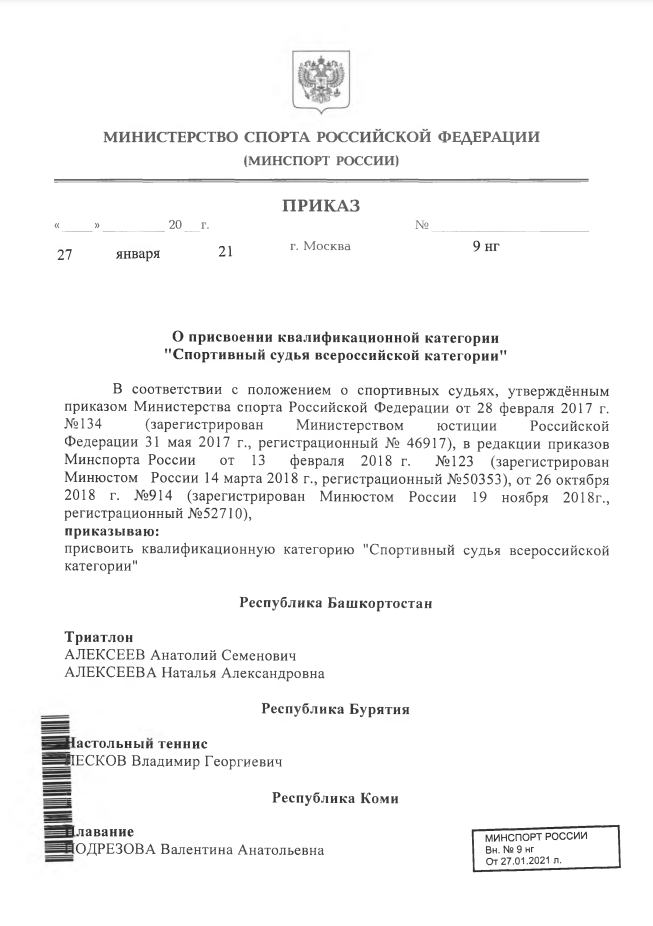 МИНИСТЕРСТВО СПОРТА РОССИЙСКОЙ ФЕДЕРАЦИИ
(МИНСПОРТ РОССИИ)
ПРИКАЗ
«____» _________ 20__г. №
27 января 21 г. Москва 9 нг
О присвоении квалификационной категории
"Спортивный судья всероссийской категории"
В соответствии с положением о спортивных судьях, утверждённым
приказом Министерства спорта Российской Федерации от 28 февраля 2017 г.
№134 (зарегистрирован Министерством юстиции Российской
Федерации 31 мая 2017 г., регистрационный № 46917), в редакции приказов
Минспорта России от 13 февраля 2018 г. №123 (зарегистрирован
Минюстом России 14 марта 2018 г., регистрационный №50353), от 26 октября
2018 г. №914 (зарегистрирован Минюстом России 19 ноября 2018г.,
регистрационный №52710),
приказываю:
присвоить квалификационную категорию "Спортивный судья всероссийской
категории"
Республика Башкортостан
Триатлон
АЛЕКСЕЕВ Анатолий Семенович
АЛЕКСЕЕВА Наталья Александровна
Республика Бурятия
Настольный теннис
Владимир Георгиевич
Республика Коми
Плавание
ПОДРЕЗОВА Валентина Анатольевна
МИНСПОРТ РОССИИ
Вн. № 9 нг
От 27.01.2021 л.